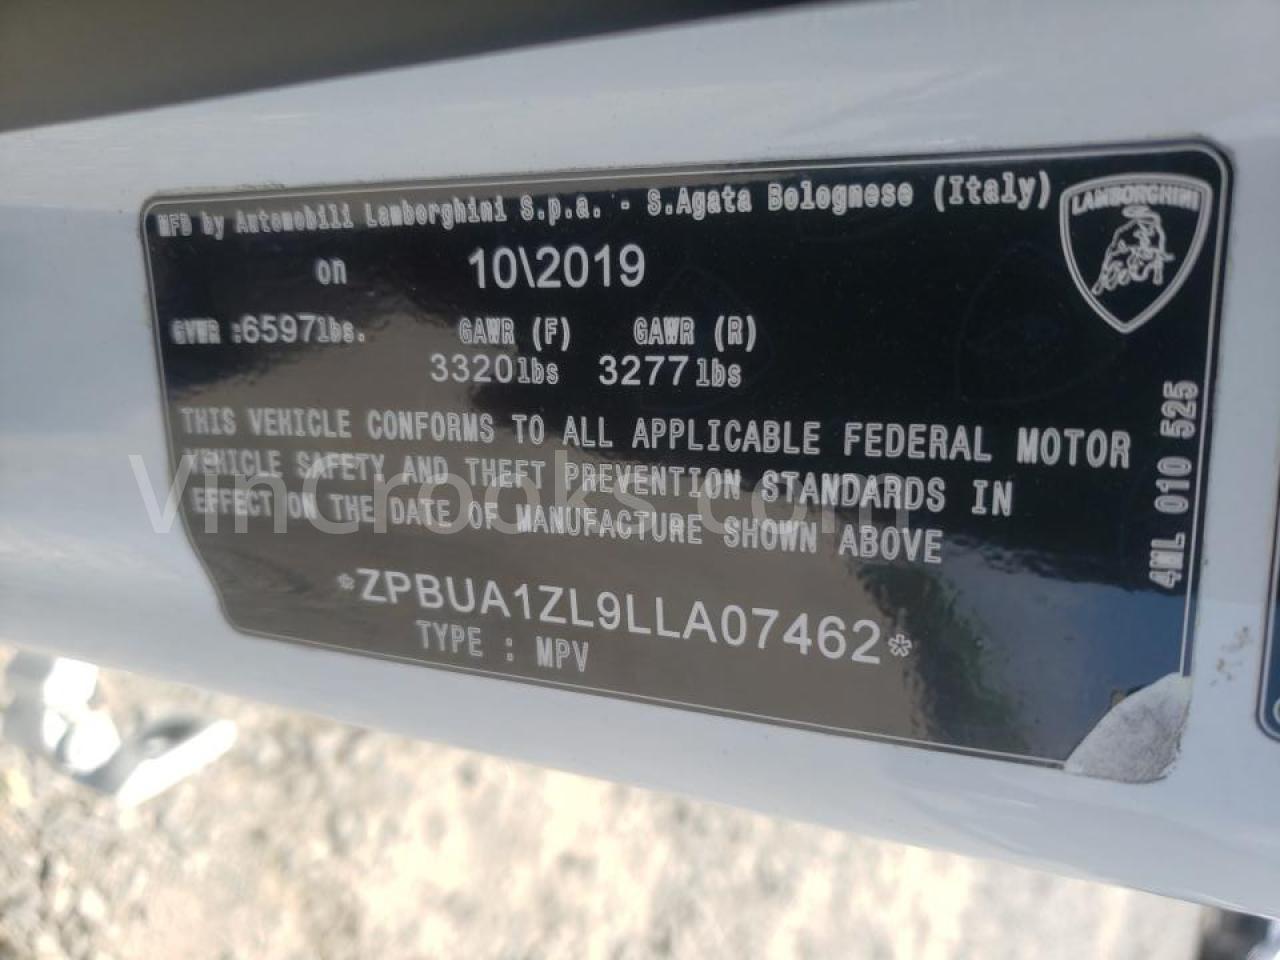 MFD by Automobili Lamborghini S.p.a. - S.Agata Bolognese (Italy)
LAMBORGHINI
on 10\2019
GVWR :6597lbs. GAWR (F) GAWR (R)
3320lbs 3277lbs
THIS VEHICLE CONFORMS TO ALL APPLICABLE FEDERAL MOTOR
VEHICLE SAFETY AND THEFT PREVENTION STANDARDS IN
EFFECT ON THE DATE OF MANUFACTURE SHOWN ABOVE
*ZPBUA1ZL9LLA07462*
TYPE : MPV
4ML 010 525
VinCrooks.com